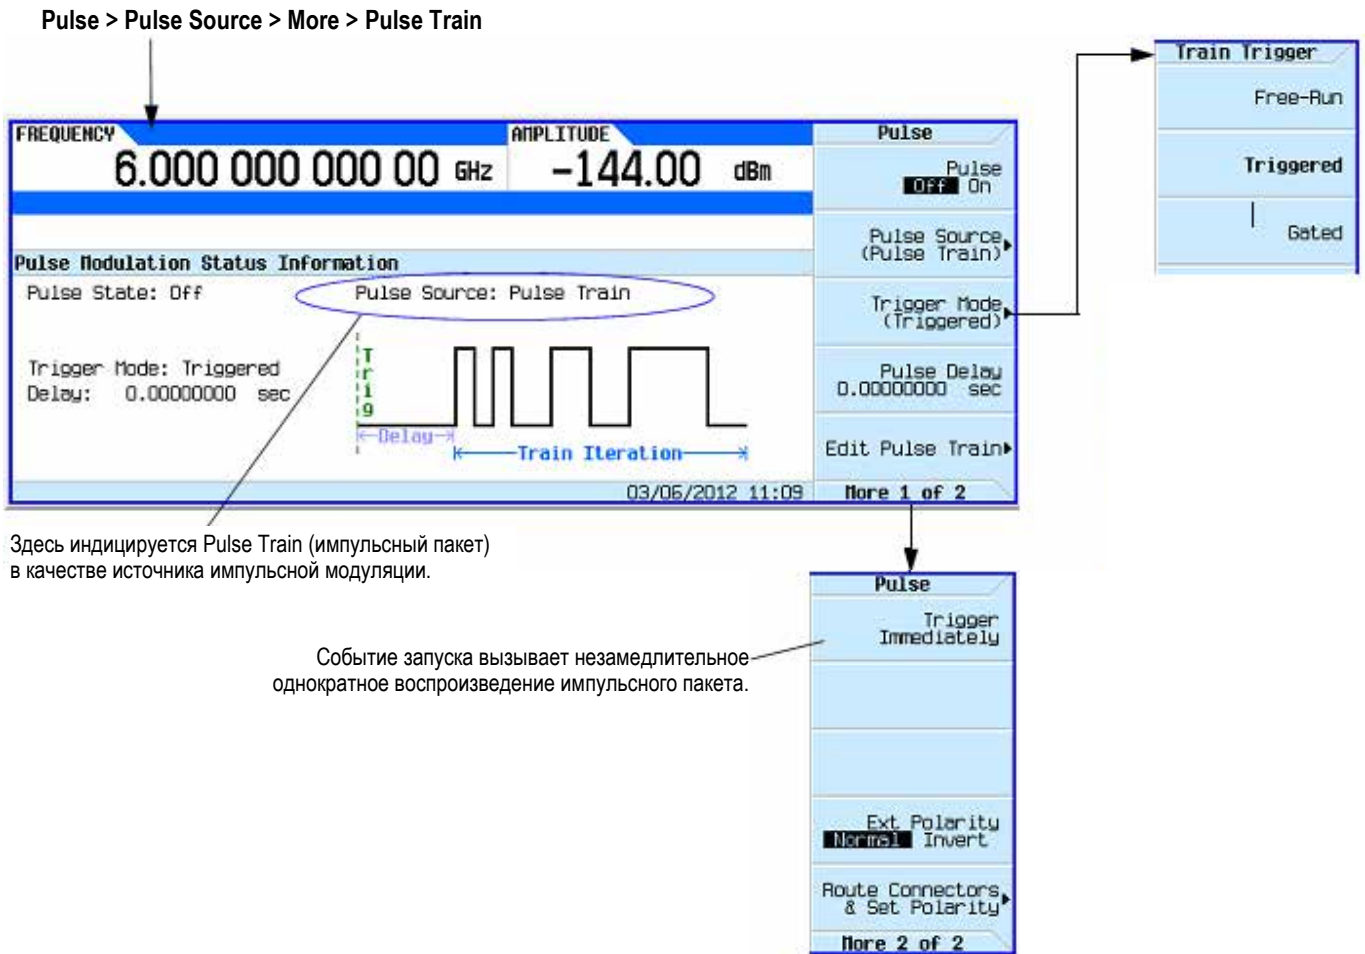 Pulse > Pulse Source > More > Pulse Train
Train Trigger
Free-Run
Triggered
Gated
FREQUENCY
6.000 000 000 00 GHz
AMPLITUDE
-144.00 dBm
Pulse Modulation Status Information
Pulse State: Off
Pulse Source: Pulse Train
Trigger Mode: Triggered
Delay: 0.00000000 sec
Trig
Delay
Train Iteration
03/06/2012 11:09
Pulse
Pulse
Off On
Pulse Source
(Pulse Train)
Trigger Mode
(Triggered)
Pulse Delay
0.00000000 sec
Edit Pulse Train
More 1 of 2
Здесь индицируется Pulse Train (импульсный пакет)
в качестве источника импульсной модуляции.
Событие запуска вызывает незамедлительное
однократное воспроизведение импульсного пакета.
Pulse
Trigger
Immediately
Ext Polarity
Normal Invert
Route Connectors
& Set Polarity
More 2 of 2